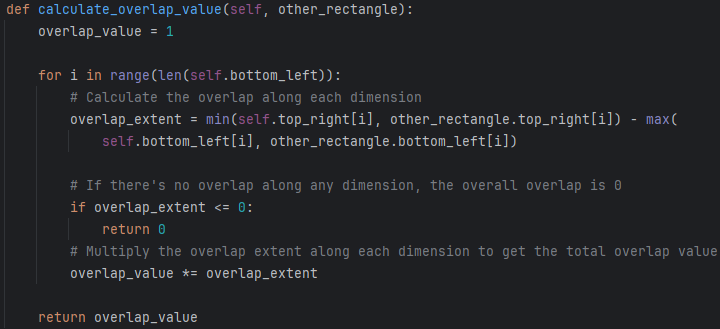 def calculate_overlap_value(self, other_rectangle):
    overlap_value = 1
    for i in range(len(self.bottom_left)):
        # Calculate the overlap along each dimension
        overlap_extent = min(self.top_right[i], other_rectangle.top_right[i]) - max(
            self.bottom_left[i], other_rectangle.bottom_left[i])
        # If there's no overlap along any dimension, the overall overlap is 0
        if overlap_extent <= 0:
            return 0
        # Multiply the overlap extent along each dimension to get the total overlap value
        overlap_value *= overlap_extent
    return overlap_value